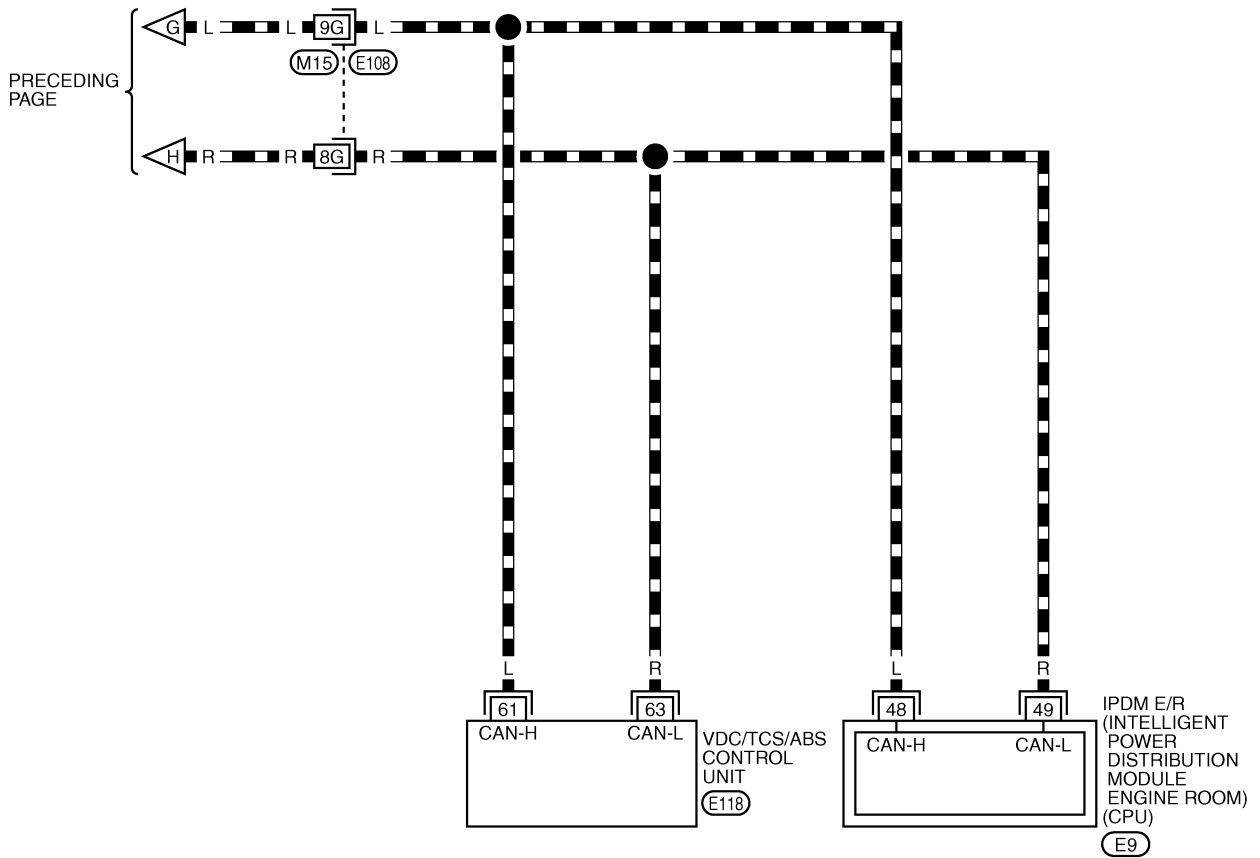 G L L 9G L
M15 E108
PRECEDING
PAGE
H R R 8G R
L R L R
61 63 48 49
CAN-H CAN-L CAN-H CAN-L
VDC/TCS/ABS
CONTROL
UNIT
E118
IPDM E/R
(INTELLIGENT
POWER
DISTRIBUTION
MODULE
ENGINE ROOM)
(CPU)
E9